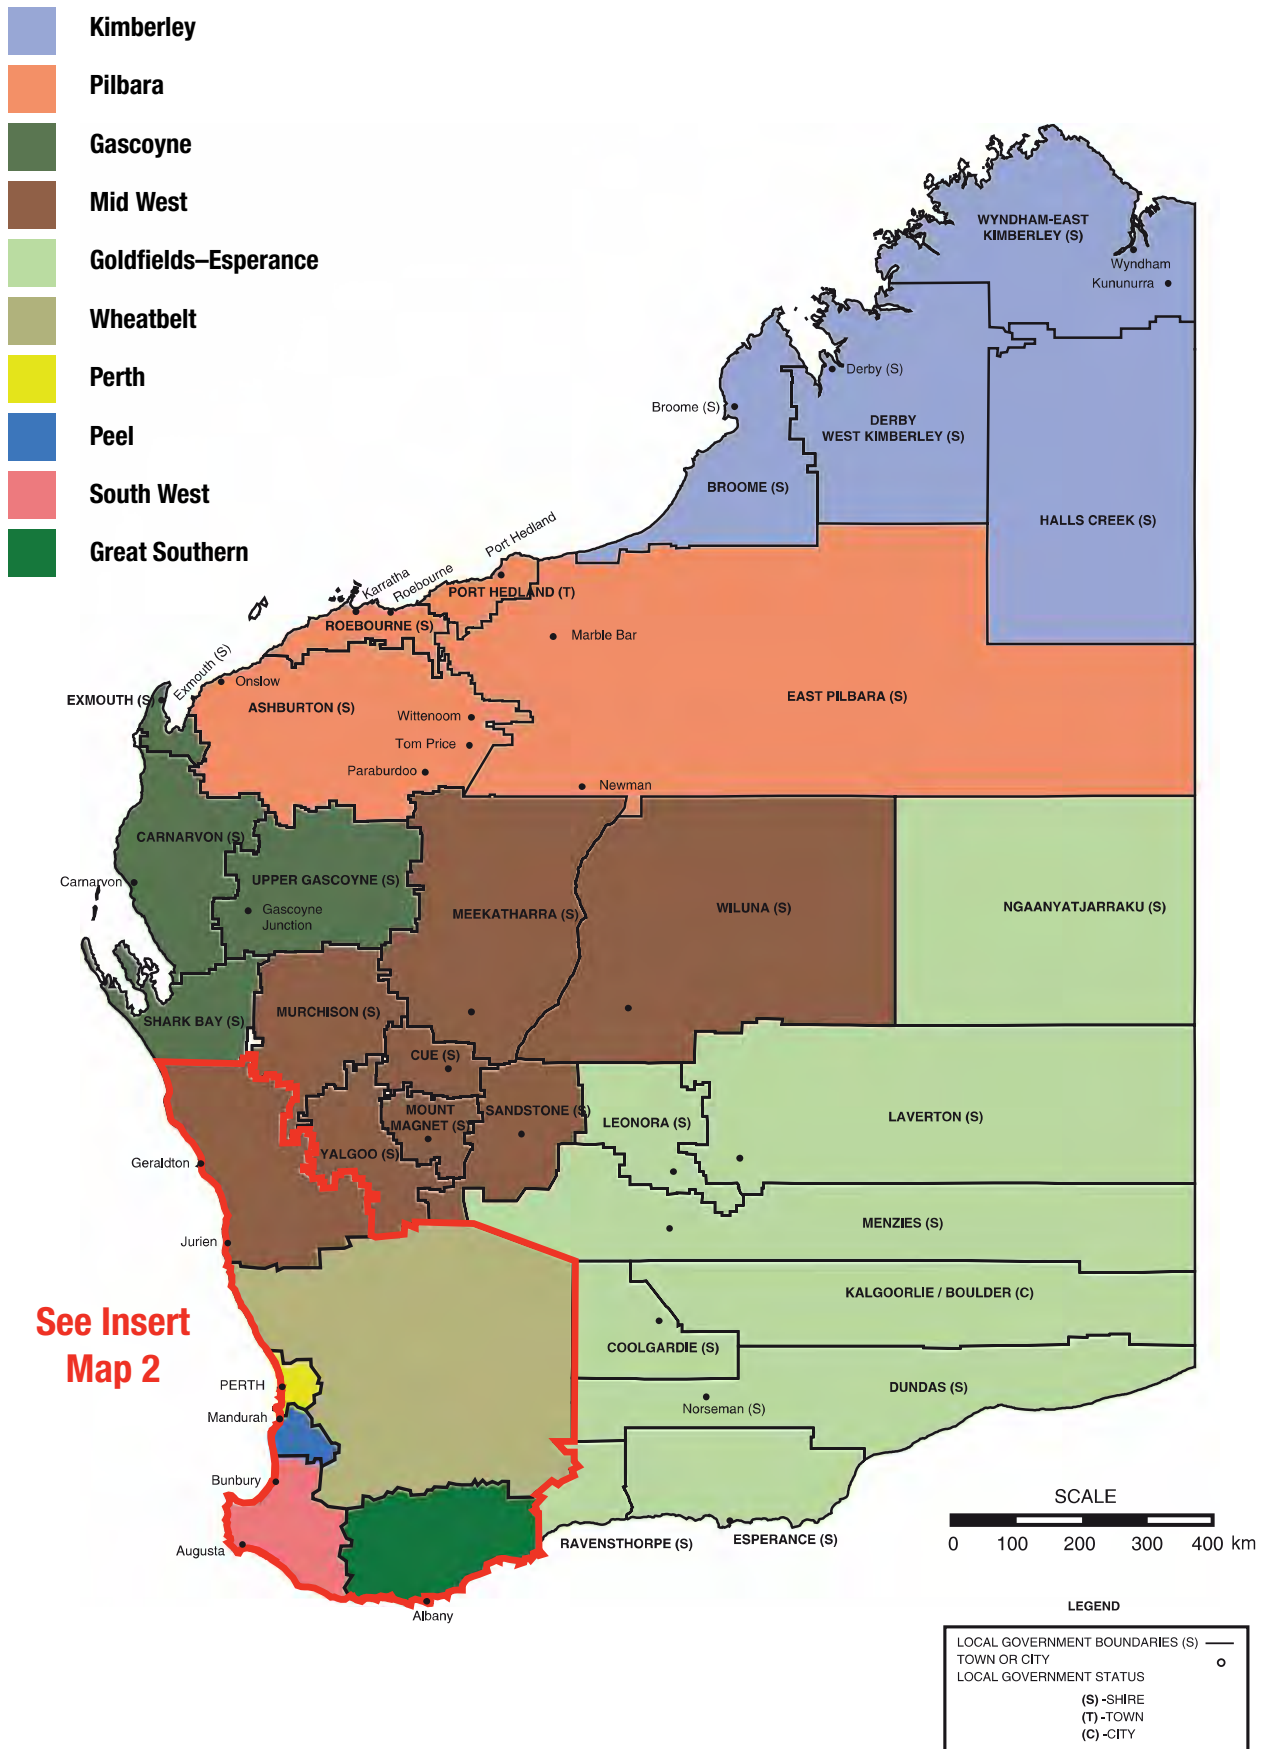 Kimberley
Pilbara
Gascoyne
Mid West
Goldfields–Esperance
Wheatbelt
Perth
Peel
South West
Great Southern
WYNDHAM-EAST
KIMBERLEY (S)
Wyndham
Kununurra
Derby (S)
Broome (S)
DERBY
WEST KIMBERLEY (S)
BROOME (S)
HALLS CREEK (S)
Port Hedland
Karratha
Roebourne
PORT HEDLAND (T)
ROEBOURNE (S)
Marble Bar
Exmouth (S)
Onslow
EXMOUTH (S)
ASHBURTON (S)
EAST PILBARA (S)
Wittenoom
Tom Price
Paraburdoo
Newman
CARNARVON (S)
Carnarvon
UPPER GASCOYNE (S)
Gascoyne
Junction
MEEKATHARRA (S)
WILUNA (S)
NGAANYATJARRAKU (S)
SHARK BAY (S)
MURCHISON (S)
CUE (S)
MOUNT
MAGNET (S)
SANDSTONE (S)
LEONORA (S)
LAVERTON (S)
YALGOO (S)
Geraldton
MENZIES (S)
Jurien
KALGOORLIE / BOULDER (C)
See Insert
Map 2
COOLGARDIE (S)
PERTH
DUNDAS (S)
Norseman (S)
Mandurah
Bunbury
SCALE
0 100 200 300 400 km
RAVENSTHORPE (S)
ESPERANCE (S)
Augusta
Albany
LEGEND
LOCAL GOVERNMENT BOUNDARIES (S)
TOWN OR CITY
LOCAL GOVERNMENT STATUS
(S) -SHIRE
(T) -TOWN
(C) -CITY